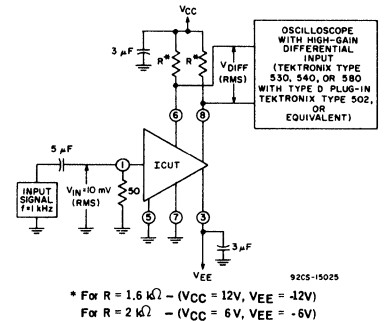 VCC
3 µF
R*
R*
VDIFF
(RMS)
OSCILLOSCOPE
WITH HIGH-GAIN
DIFFERENTIAL
INPUT
(TEKTRONIX TYPE
530, 540, OR 580
WITH TYPE D PLUG-IN
TEKTRONIX TYPE 502,
OR
EQUIVALENT)
6
8
5 µF
1
ICUT
INPUT
SIGNAL
f=1 kHz
VIN=10 mV
(RMS)
50
5
7
3
3 µF
VEE
92CS-15025
* For R = 1.6 kΩ – (VCC = 12V, VEE = -12V)
For R = 2 kΩ – (VCC = 6V, VEE = -6V)